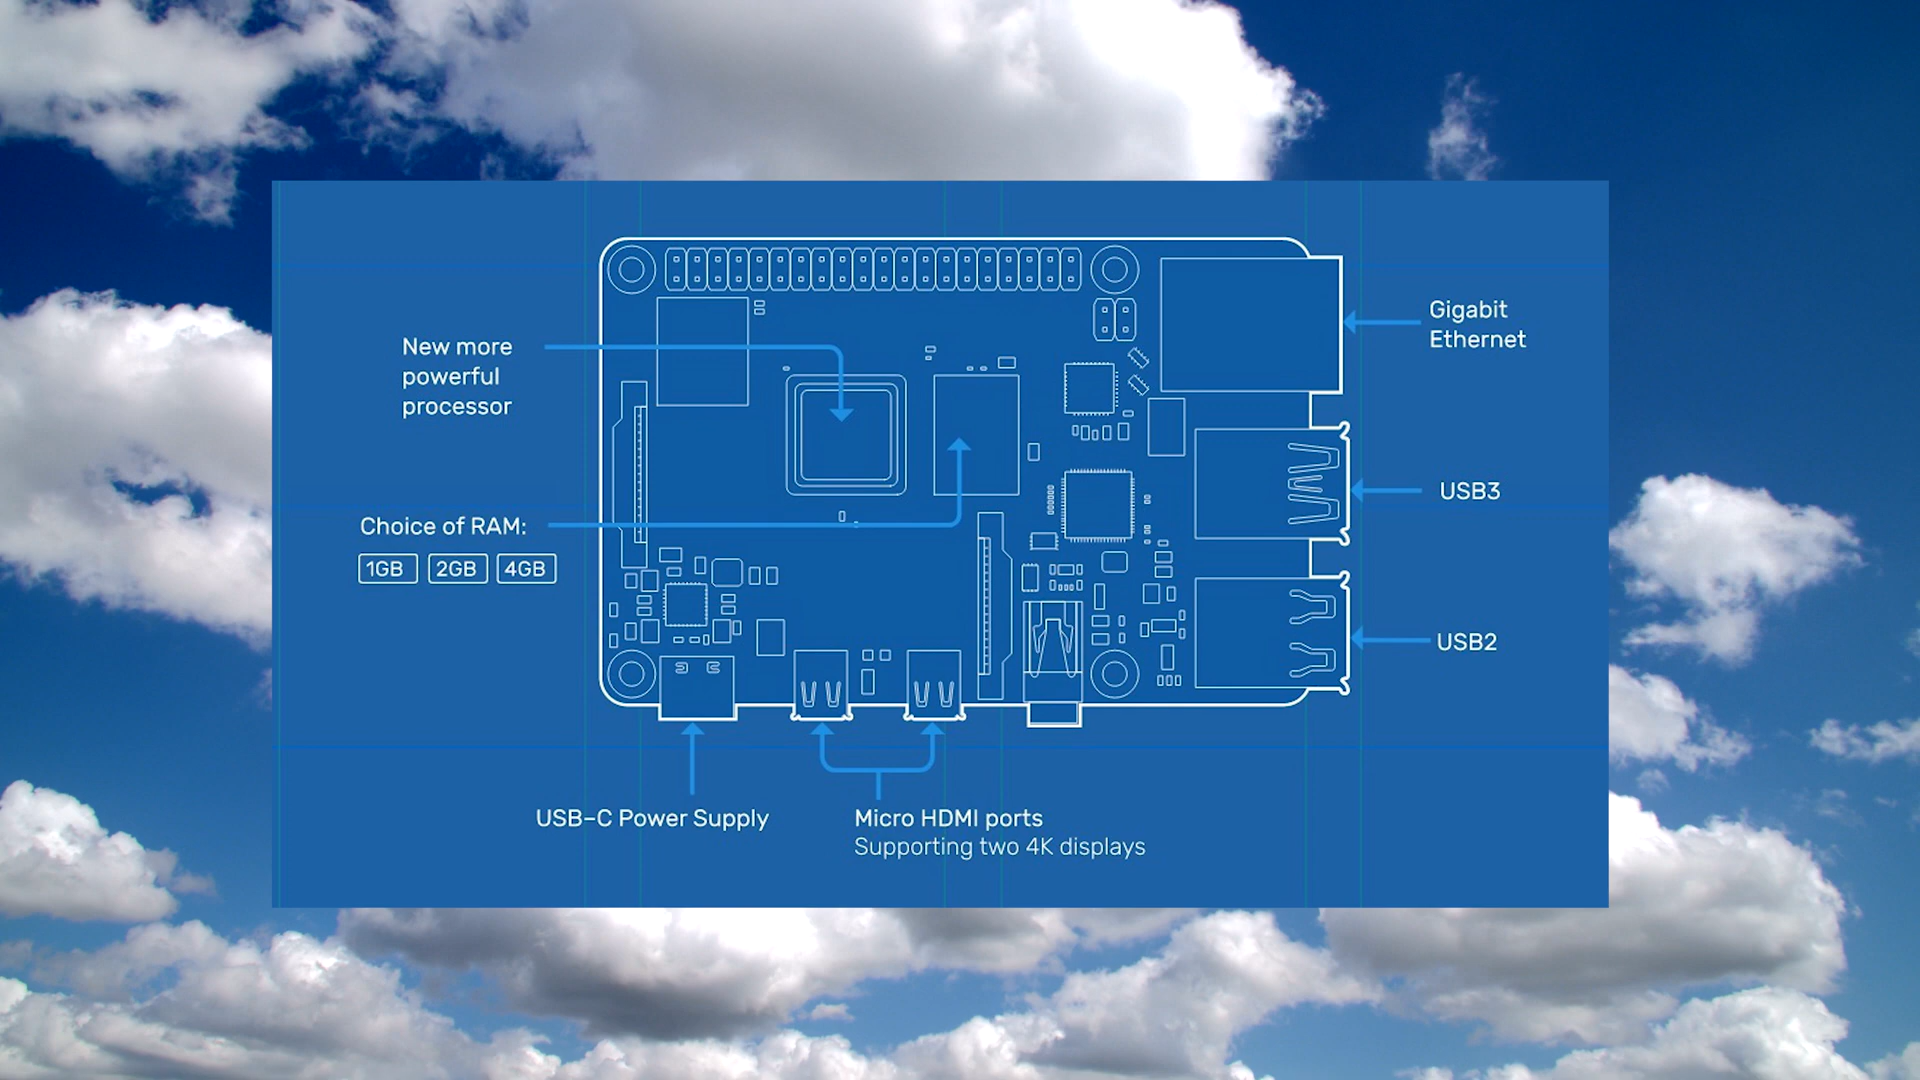 New more
powerful
processor
Choice of RAM:
1GB 2GB 4GB
Gigabit
Ethernet
USB3
USB2
USB-C Power Supply
Micro HDMI ports
Supporting two 4K displays